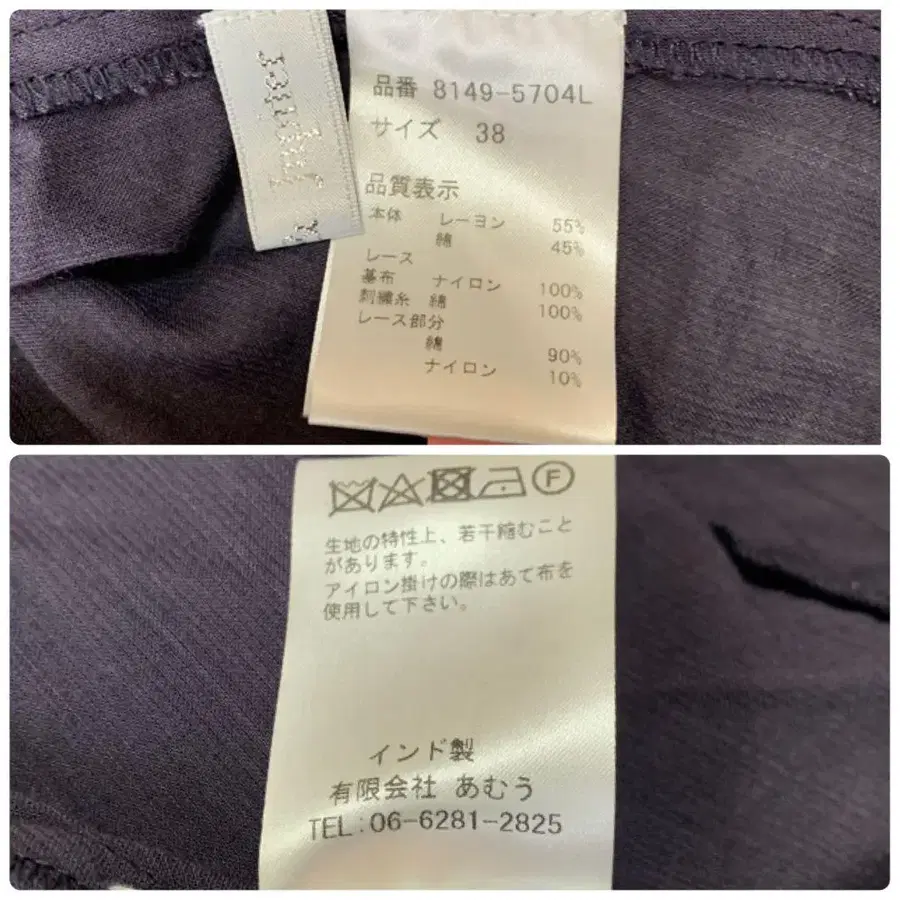 jupiter
品番 8149-5704L
サイズ 38
品質表示
本体 レーヨン 55%
綿 45%
レース
基布 ナイロン 100%
刺繍糸 綿 100%
レース部分
綿 90%
ナイロン 10%
F
生地の特性上、若干縮むこと
があります。
アイロン掛けの際はあて布を
使用して下さい。
インド製
有限会社 あむう
TEL:06-6281-2825